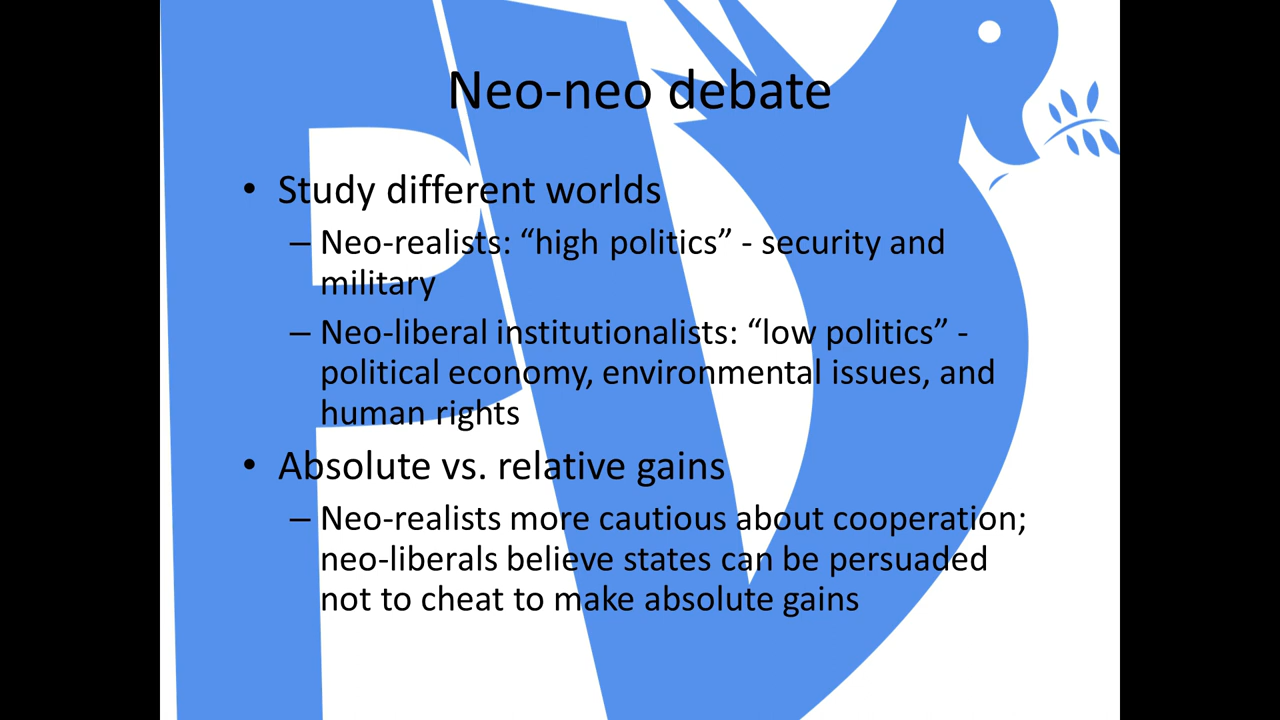 Neo-neo debate
• Study different worlds
– Neo-realists: “high politics” - security and
military
– Neo-liberal institutionalists: “low politics” -
political economy, environmental issues, and
human rights
• Absolute vs. relative gains
– Neo-realists more cautious about cooperation;
neo-liberals believe states can be persuaded
not to cheat to make absolute gains